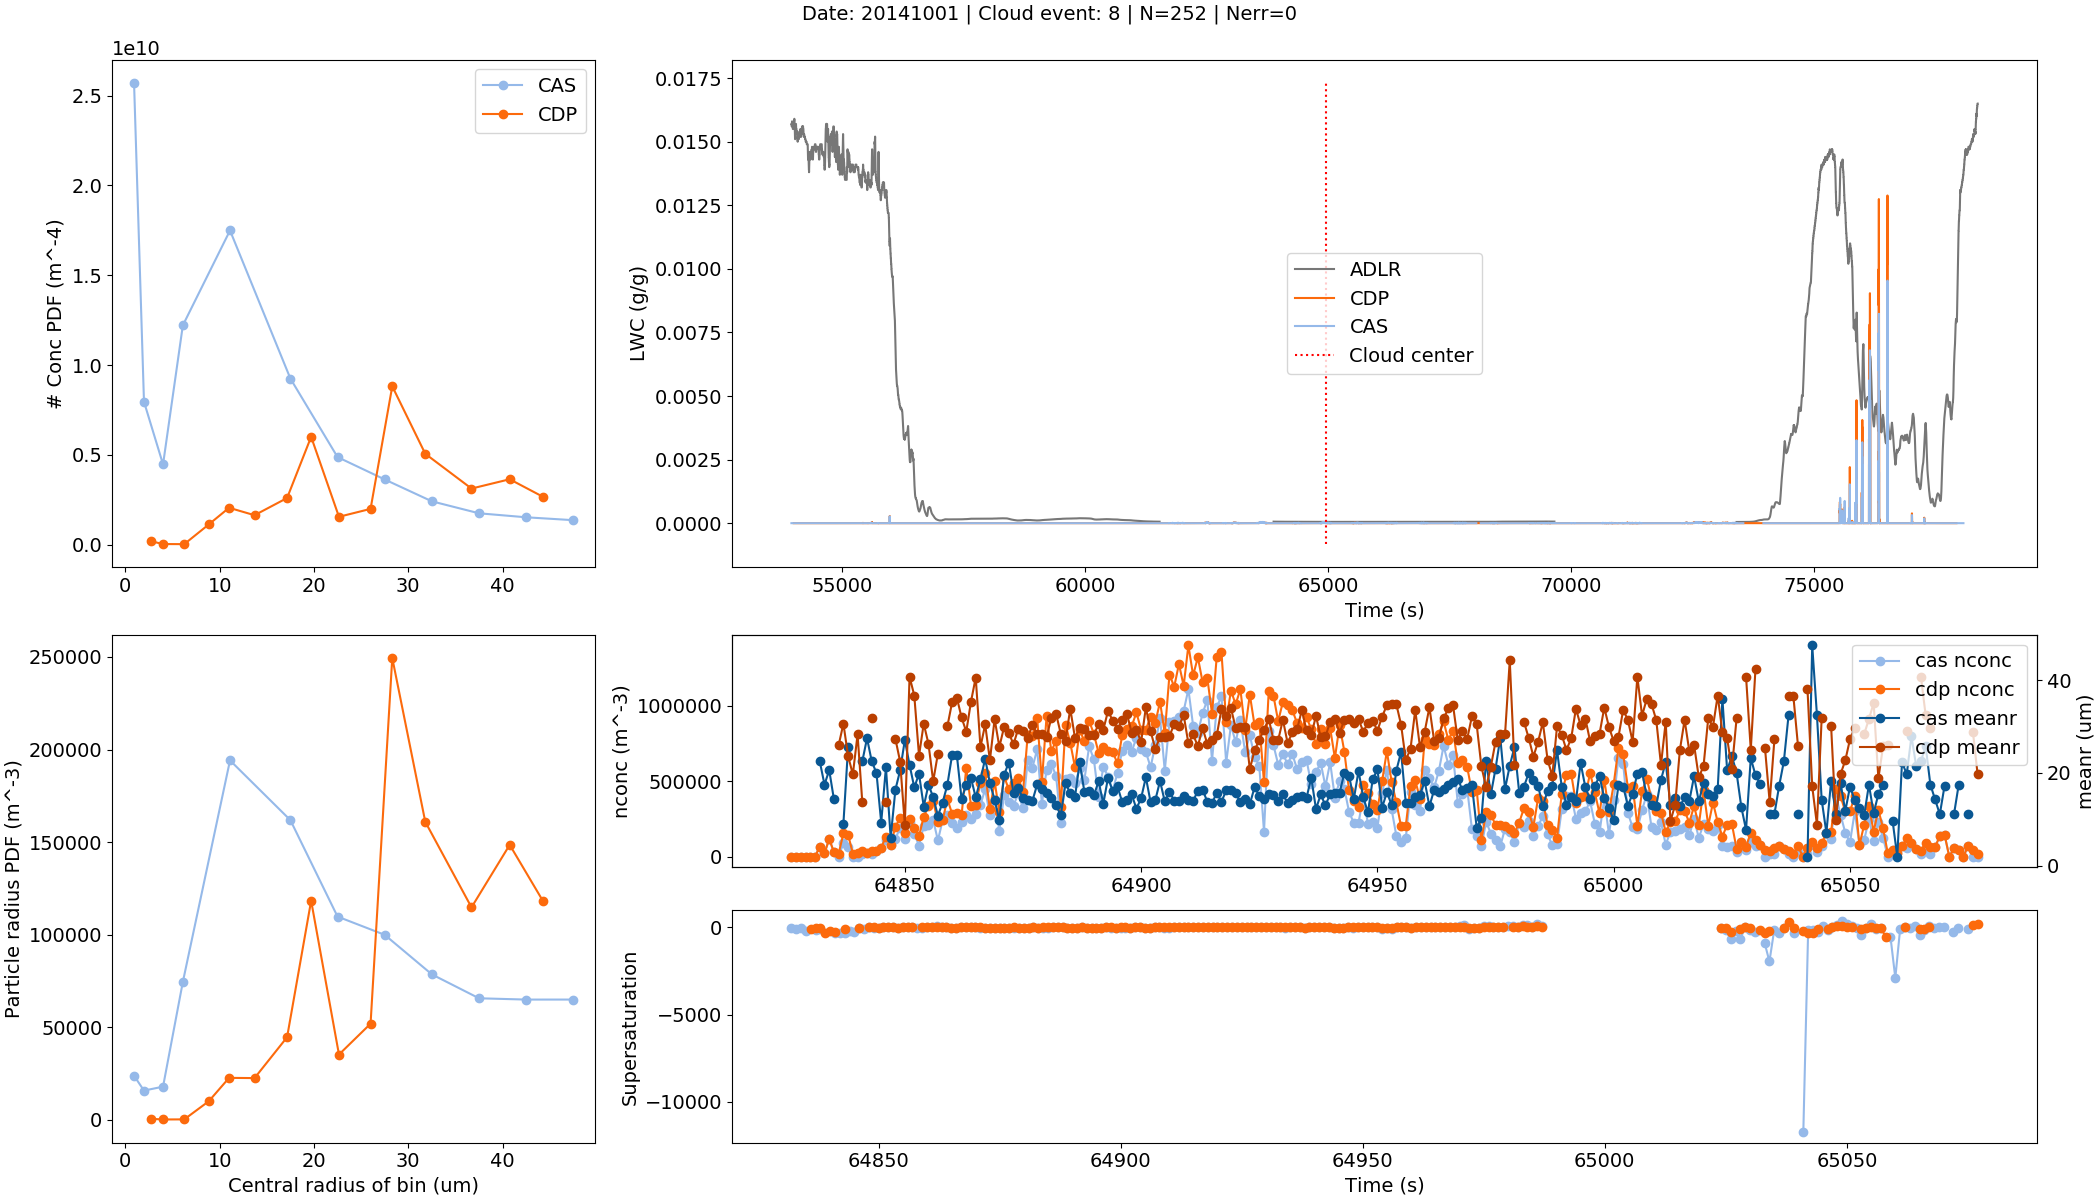 Date: 20141001 | Cloud event: 8 | N=252 | Nerr=0
1e10
# Conc PDF (m^-4)
2.5
2.0
1.5
1.0
0.5
0.0
0 10 20 30 40
CAS
CDP
LWC (g/g)
0.0175
0.0150
0.0125
0.0100
0.0075
0.0050
0.0025
0.0000
55000 60000 65000 70000 75000
Time (s)
ADLR
CDP
CAS
Cloud center
Particle radius PDF (m^-3)
250000
200000
150000
100000
50000
0
0 10 20 30 40
Central radius of bin (um)
nconc (m^-3)
1000000
500000
0
64850 64900 64950 65000 65050
cas nconc
cdp nconc
cas meanr
cdp meanr
40
20
0
meanr (um)
Supersaturation
0
−5000
−10000
64850 64900 64950 65000 65050
Time (s)